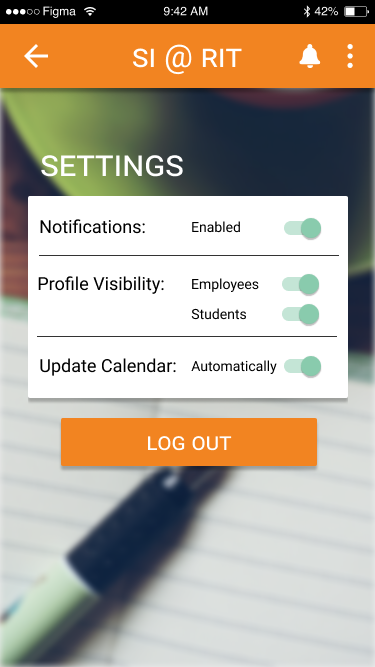 Figma 9:42 AM 42%
SI @ RIT
SETTINGS
Notifications: Enabled
Profile Visibility: Employees
Students
Update Calendar: Automatically
LOG OUT